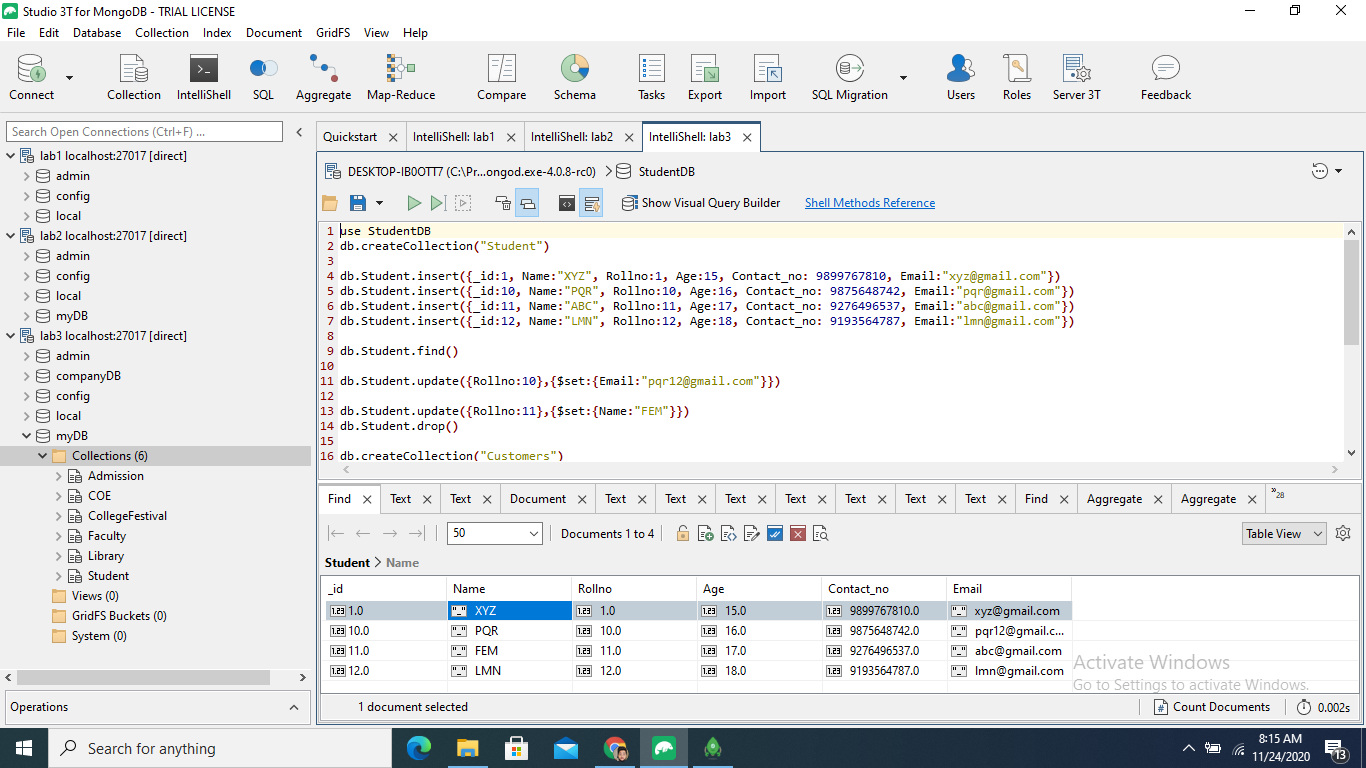 Studio 3T for MongoDB - TRIAL LICENSE
File Edit Database Collection Index Document GridFS View Help
Connect Collection IntelliShell SQL Aggregate Map-Reduce Compare Schema Tasks Export Import SQL Migration Users Roles Server 3T Feedback
Search Open Connections (Ctrl+F) ...
lab1 localhost:27017 [direct]
admin
config
local
lab2 localhost:27017 [direct]
admin
config
local
myDB
lab3 localhost:27017 [direct]
admin
companyDB
config
local
myDB
Collections (6)
Admission
COE
CollegeFestival
Faculty
Library
Student
Views (0)
GridFS Buckets (0)
System (0)
Operations
Quickstart IntelliShell: lab1 IntelliShell: lab2 IntelliShell: lab3
DESKTOP-IB0OTT7 (C:\Pr...ongod.exe-4.0.8-rc0) StudentDB
Show Visual Query Builder Shell Methods Reference
1 use StudentDB
2 db.createCollection("Student")
3
4 db.Student.insert({_id:1, Name:"XYZ", Rollno:1, Age:15, Contact_no: 9899767810, Email:"xyz@gmail.com"})
5 db.Student.insert({_id:10, Name:"PQR", Rollno:10, Age:16, Contact_no: 9875648742, Email:"pqr@gmail.com"})
6 db.Student.insert({_id:11, Name:"ABC", Rollno:11, Age:17, Contact_no: 9276496537, Email:"abc@gmail.com"})
7 db.Student.insert({_id:12, Name:"LMN", Rollno:12, Age:18, Contact_no: 9193564787, Email:"lmn@gmail.com"})
8
9 db.Student.find()
10
11 db.Student.update({Rollno:10},{$set:{Email:"pqr12@gmail.com"}})
12
13 db.Student.update({Rollno:11},{$set:{Name:"FEM"}})
14 db.Student.drop()
15
16 db.createCollection("Customers")
Find Text Text Document Text Text Text Text Text Text Text Find Aggregate Aggregate »28
50 Documents 1 to 4 Table View
Student > Name
_id Name Rollno Age Contact_no Email
1.0 XYZ 1.0 15.0 9899767810.0 xyz@gmail.com
10.0 PQR 10.0 16.0 9875648742.0 pqr12@gmail.c...
11.0 FEM 11.0 17.0 9276496537.0 abc@gmail.com
12.0 LMN 12.0 18.0 9193564787.0 lmn@gmail.com
Activate Windows
Go to Settings to activate Windows.
1 document selected Count Documents 0.002s
Search for anything
8:15 AM
11/24/2020
13